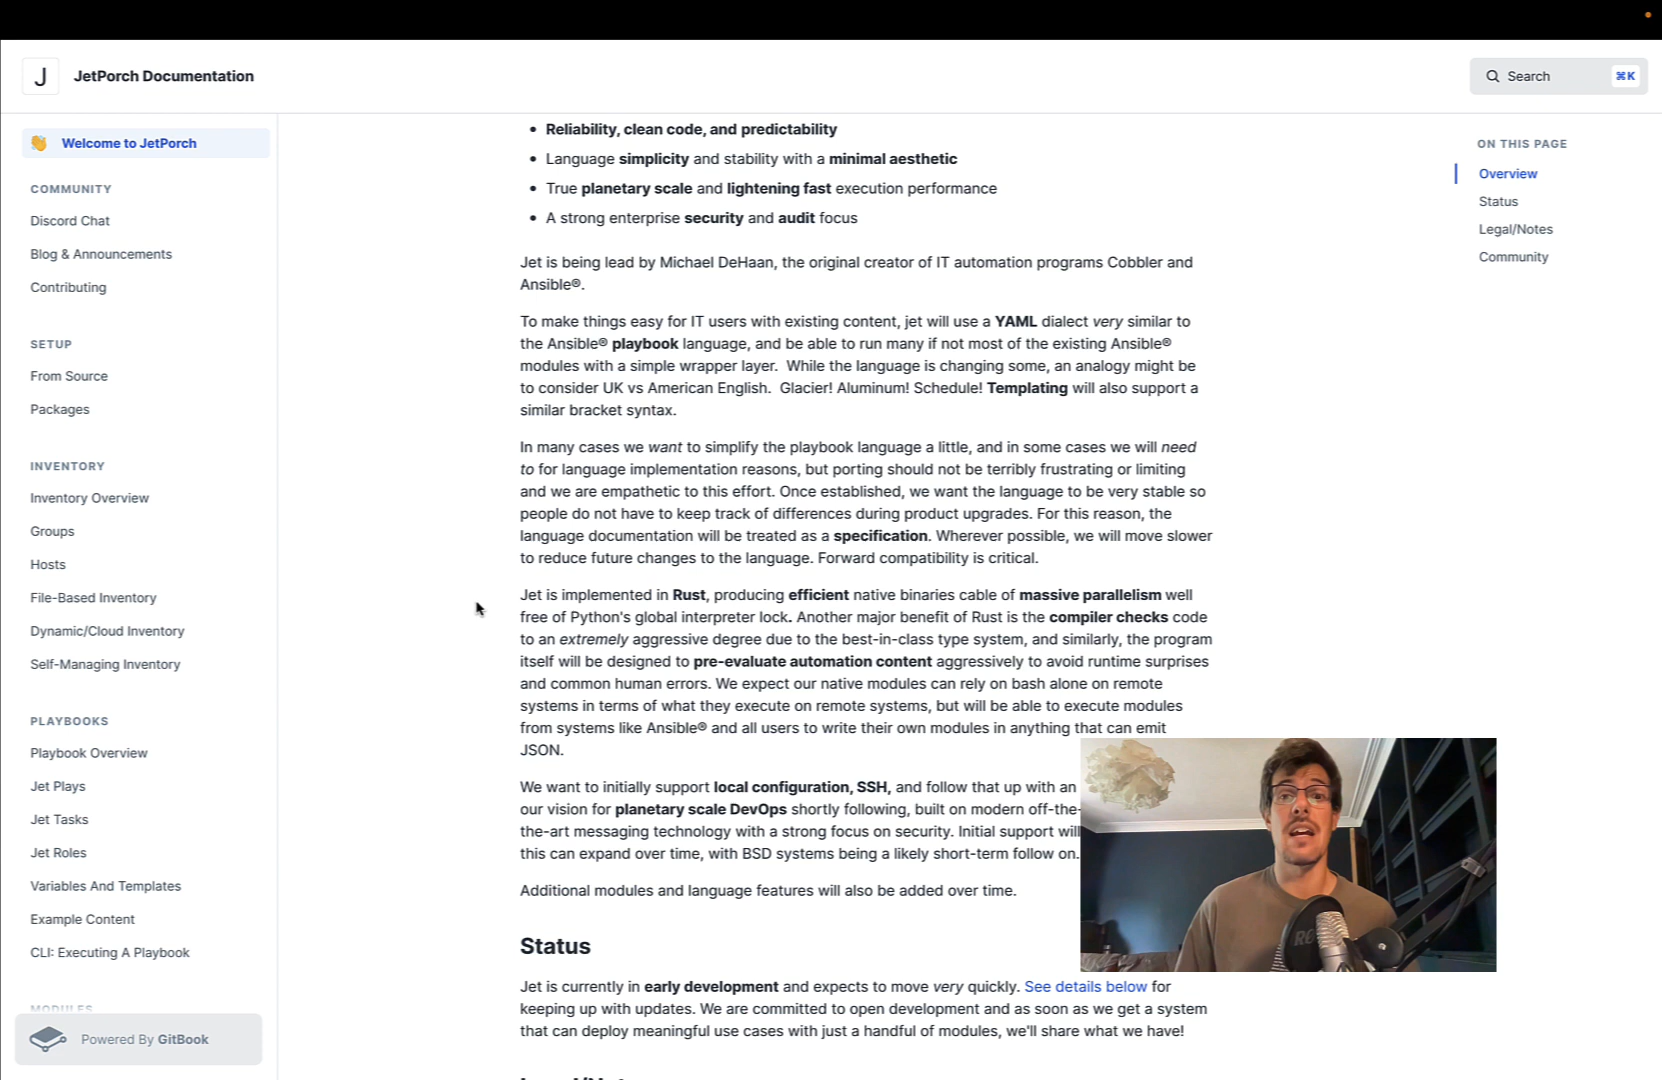 J
JetPorch Documentation
Search
⌘K
Welcome to JetPorch
COMMUNITY
Discord Chat
Blog & Announcements
Contributing
SETUP
From Source
Packages
INVENTORY
Inventory Overview
Groups
Hosts
File-Based Inventory
Dynamic/Cloud Inventory
Self-Managing Inventory
PLAYBOOKS
Playbook Overview
Jet Plays
Jet Tasks
Jet Roles
Variables And Templates
Example Content
CLI: Executing A Playbook
MODULES
Powered By GitBook
Reliability, clean code, and predictability
Language simplicity and stability with a minimal aesthetic
True planetary scale and lightening fast execution performance
A strong enterprise security and audit focus
Jet is being lead by Michael DeHaan, the original creator of IT automation programs Cobbler and
Ansible®.
To make things easy for IT users with existing content, jet will use a YAML dialect very similar to
the Ansible® playbook language, and be able to run many if not most of the existing Ansible®
modules with a simple wrapper layer.  While the language is changing some, an analogy might be
to consider UK vs American English.  Glacier! Aluminum! Schedule! Templating will also support a
similar bracket syntax.
In many cases we want to simplify the playbook language a little, and in some cases we will need
to for language implementation reasons, but porting should not be terribly frustrating or limiting
and we are empathetic to this effort. Once established, we want the language to be very stable so
people do not have to keep track of differences during product upgrades. For this reason, the
language documentation will be treated as a specification. Wherever possible, we will move slower
to reduce future changes to the language. Forward compatibility is critical.
Jet is implemented in Rust, producing efficient native binaries cable of massive parallelism well
free of Python's global interpreter lock. Another major benefit of Rust is the compiler checks code
to an extremely aggressive degree due to the best-in-class type system, and similarly, the program
itself will be designed to pre-evaluate automation content aggressively to avoid runtime surprises
and common human errors. We expect our native modules can rely on bash alone on remote
systems in terms of what they execute on remote systems, but will be able to execute modules
from systems like Ansible® and all users to write their own modules in anything that can emit
JSON.
We want to initially support local configuration, SSH, and follow that up with an
our vision for planetary scale DevOps shortly following, built on modern off-the-
the-art messaging technology with a strong focus on security. Initial support will
this can expand over time, with BSD systems being a likely short-term follow on.
Additional modules and language features will also be added over time.
Status
Jet is currently in early development and expects to move very quickly. See details below for
keeping up with updates. We are committed to open development and as soon as we get a system
that can deploy meaningful use cases with just a handful of modules, we'll share what we have!
ON THIS PAGE
Overview
Status
Legal/Notes
Community